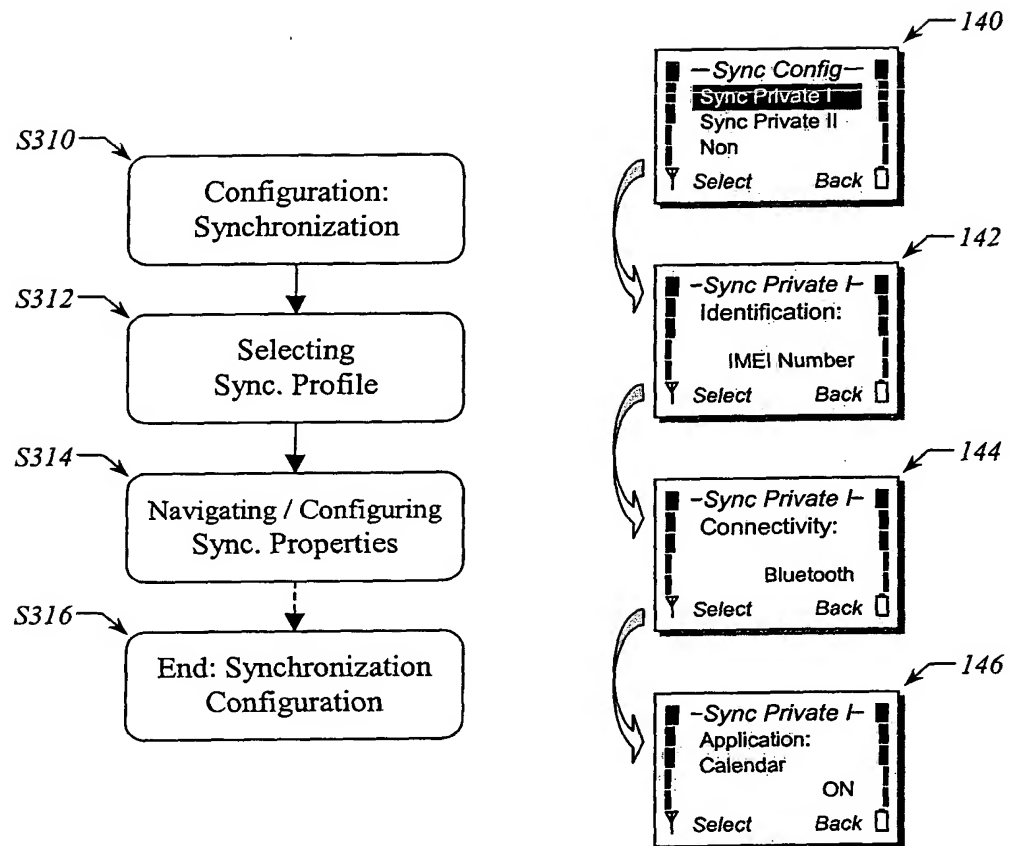 S310
Configuration:
Synchronization
S312
Selecting
Sync. Profile
S314
Navigating / Configuring
Sync. Properties
S316
End: Synchronization
Configuration
140
Sync Config
Sync Private I
Sync Private II
Non
Select Back
142
Sync Private I
Identification:
IMEI Number
Select Back
144
Sync Private I
Connectivity:
Bluetooth
Select Back
146
Sync Private I
Application:
Calendar
ON
Select Back